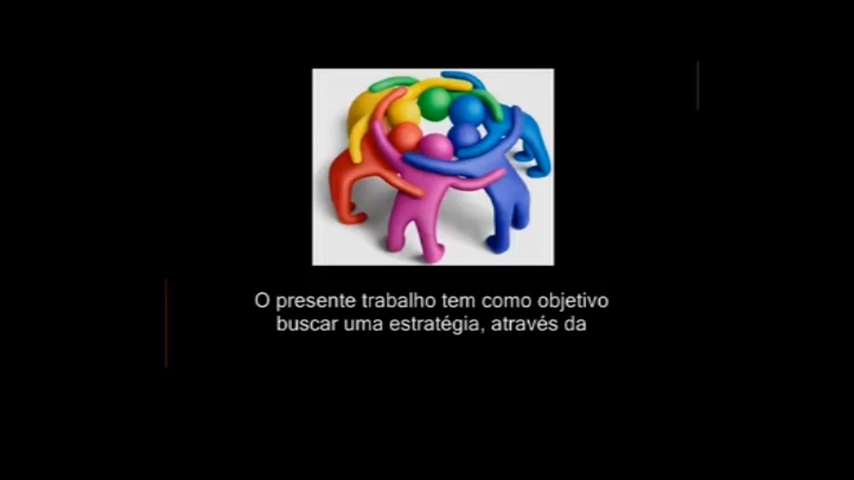 O presente trabalho tem como objetivo
buscar uma estratégia, através da